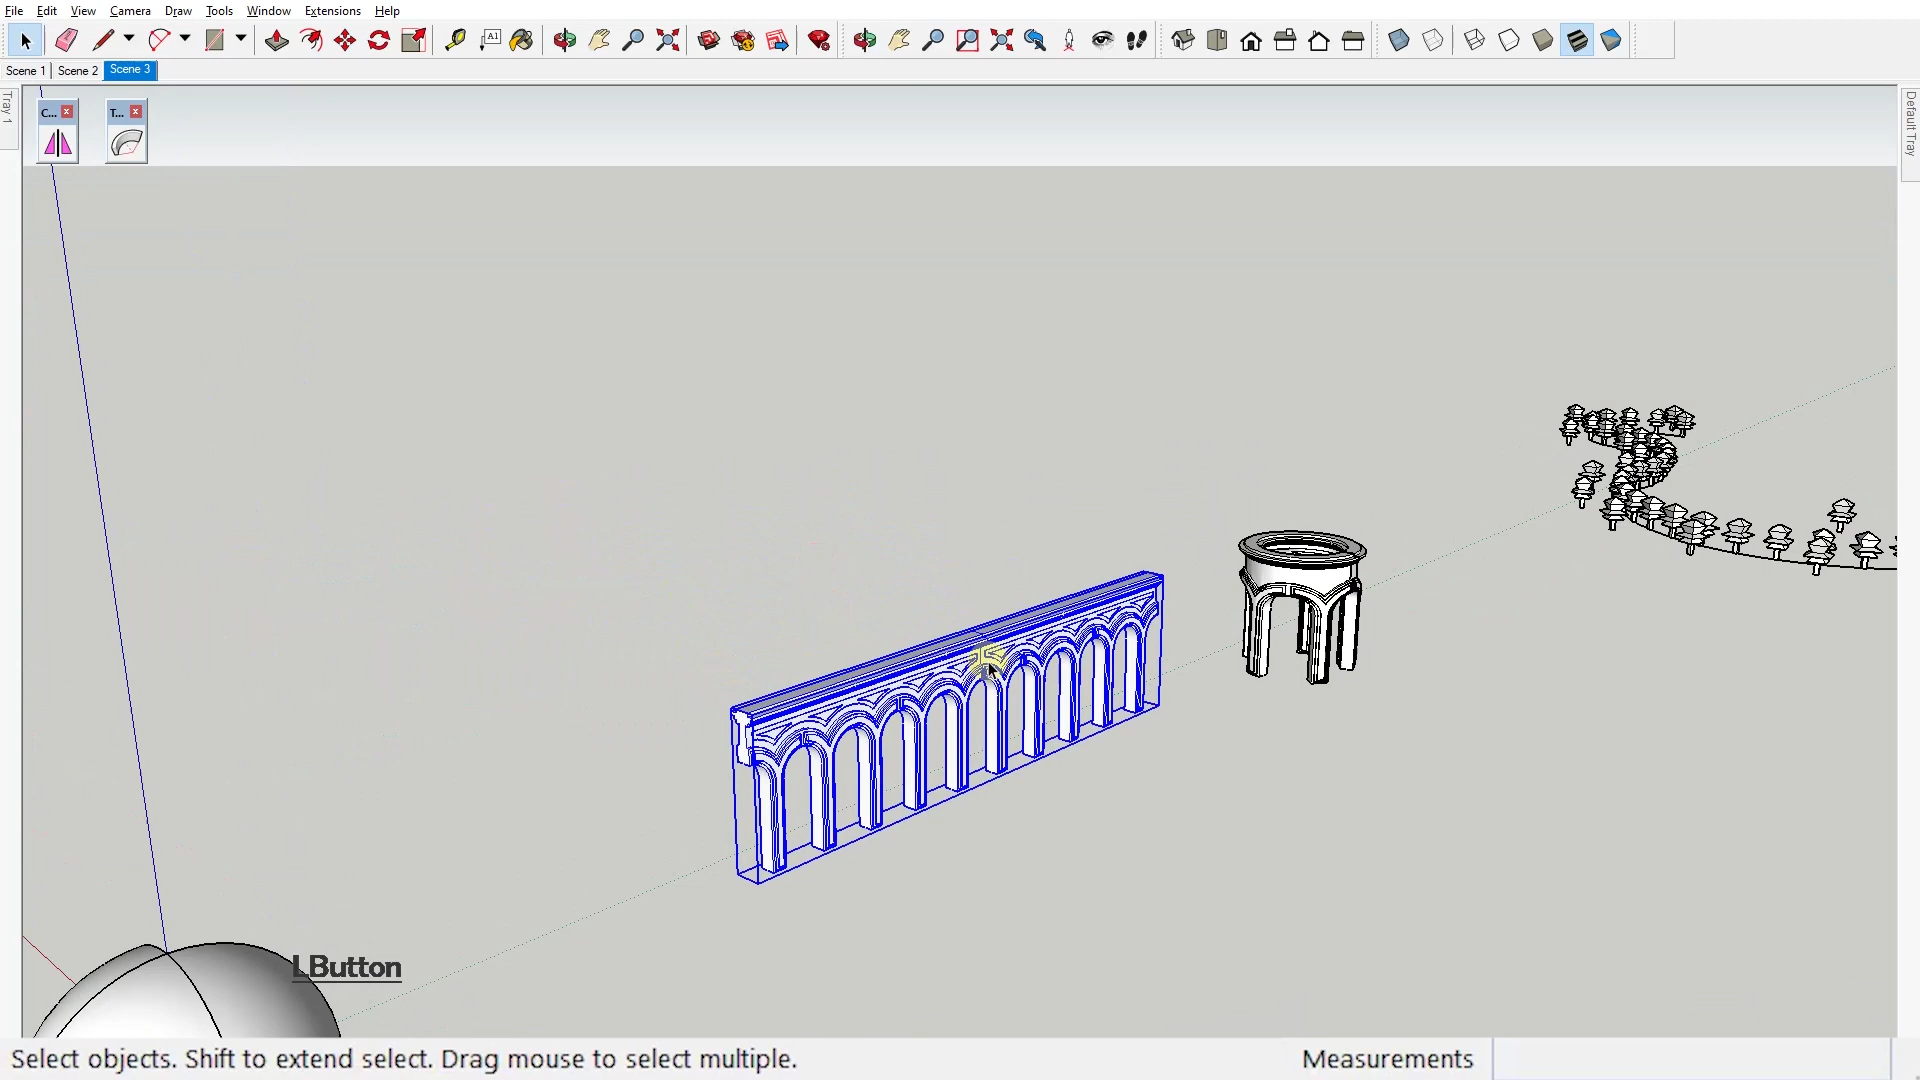 File Edit View Camera Draw Tools Window Extensions Help
A1
Scene 1 Scene 2 Scene 3
Tray 1
C... T...
Default Tray
LButton
Select objects. Shift to extend select. Drag mouse to select multiple. Measurements